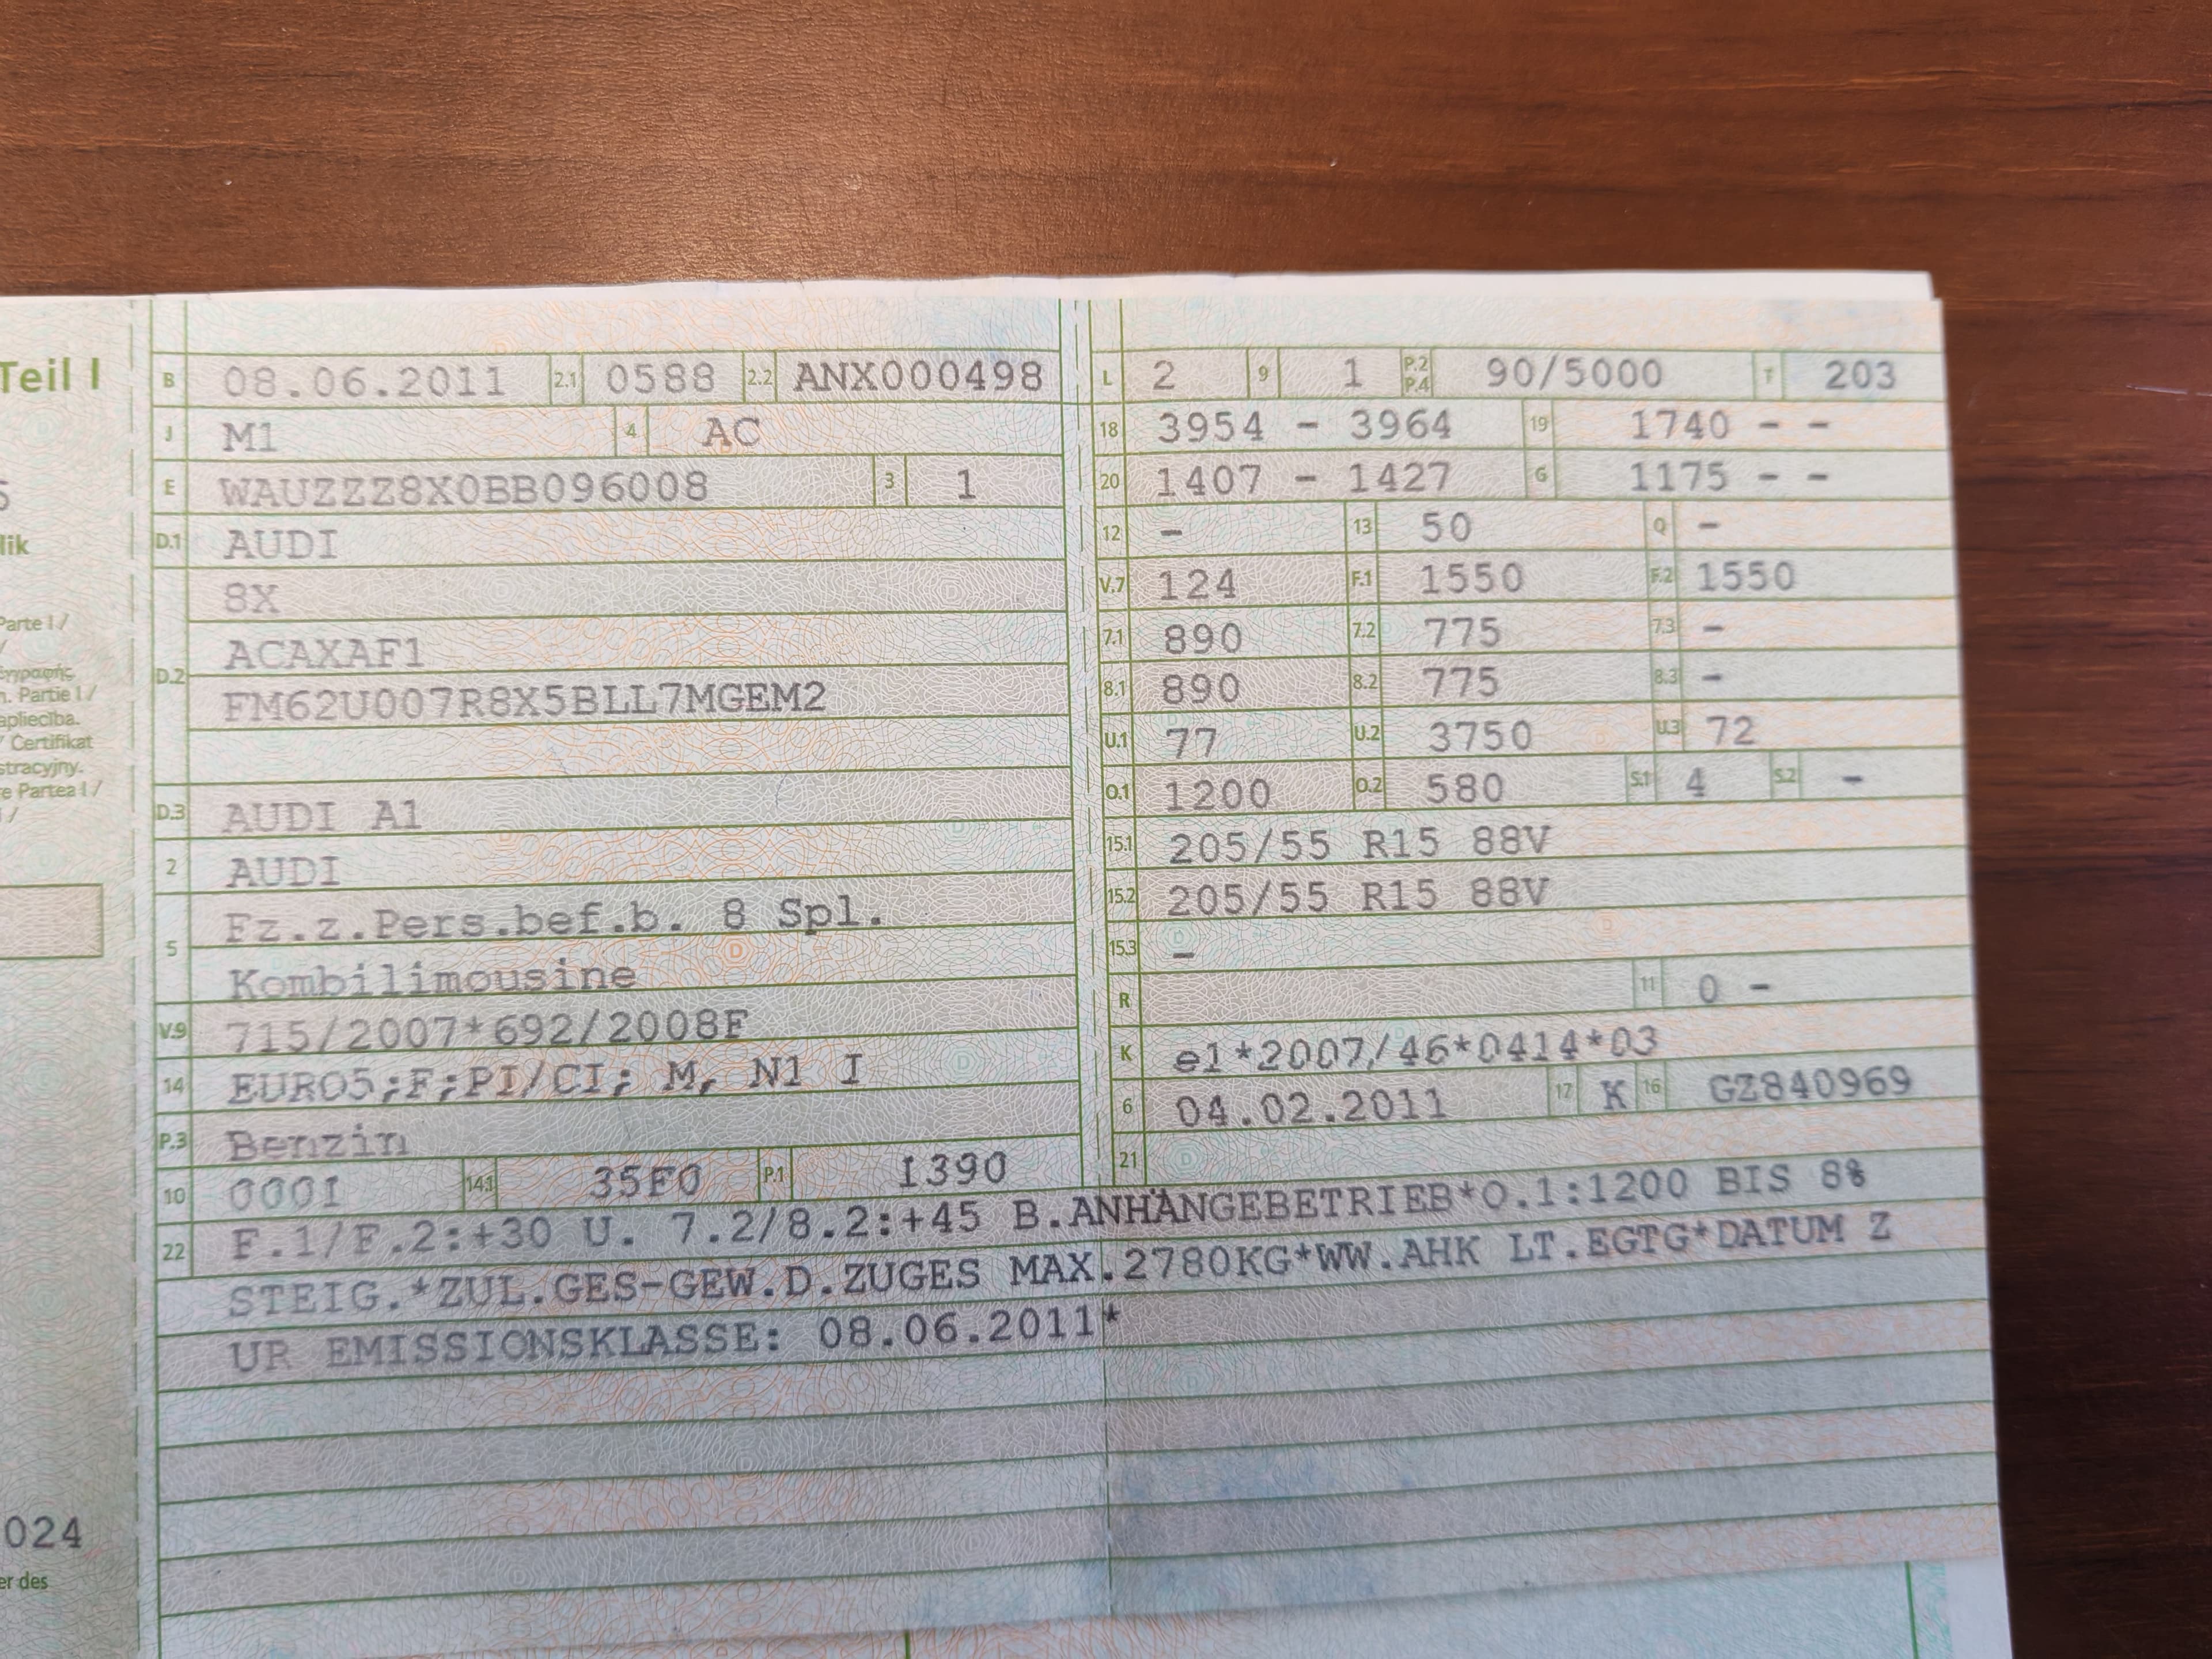 Teil I
lik
Parte I /
/
n. Partie I /
apliecība.
/ Certifikat
stracyjny.
e Partea I /
/
024
er des
B 08.06.2011 2.1 0588 2.2 ANX000498
J M1 4 AC
E WAUZZZ8X0BB096008 3 1
D.1 AUDI
8X
D.2 ACAXAF1
FM62U007R8X5BLL7MGEM2
D.3 AUDI A1
2 AUDI
5 Fz.z.Pers.bef.b. 8 Spl.
Kombilimousine
V.9 715/2007*692/2008F
14 EURO5;F;PI/CI; M, N1 I
P.3 Benzin
10 0001 14.1 35F0 P.1 1390
L 2 9 1 P.2 P.4 90/5000 T 203
18 3954 - 3964 19 1740 - -
20 1407 - 1427 G 1175 - -
12 - 13 50 Q -
V.7 124 F.1 1550 F.2 1550
7.1 890 7.2 775 7.3 -
8.1 890 8.2 775 8.3 -
U.1 77 U.2 3750 U.3 72
O.1 1200 O.2 580 S.1 4 S.2 -
15.1 205/55 R15 88V
15.2 205/55 R15 88V
15.3 -
R 11 0 -
K e1*2007/46*0414*03
6 04.02.2011 17 K 16 GZ840969
21
22 F.1/F.2:+30 U. 7.2/8.2:+45 B.ANHÄNGEBETRIEB*O.1:1200 BIS 8%
STEIG.*ZUL.GES-GEW.D.ZUGES MAX.2780KG*WW.AHK LT.EGTG*DATUM Z
UR EMISSIONSKLASSE: 08.06.2011*